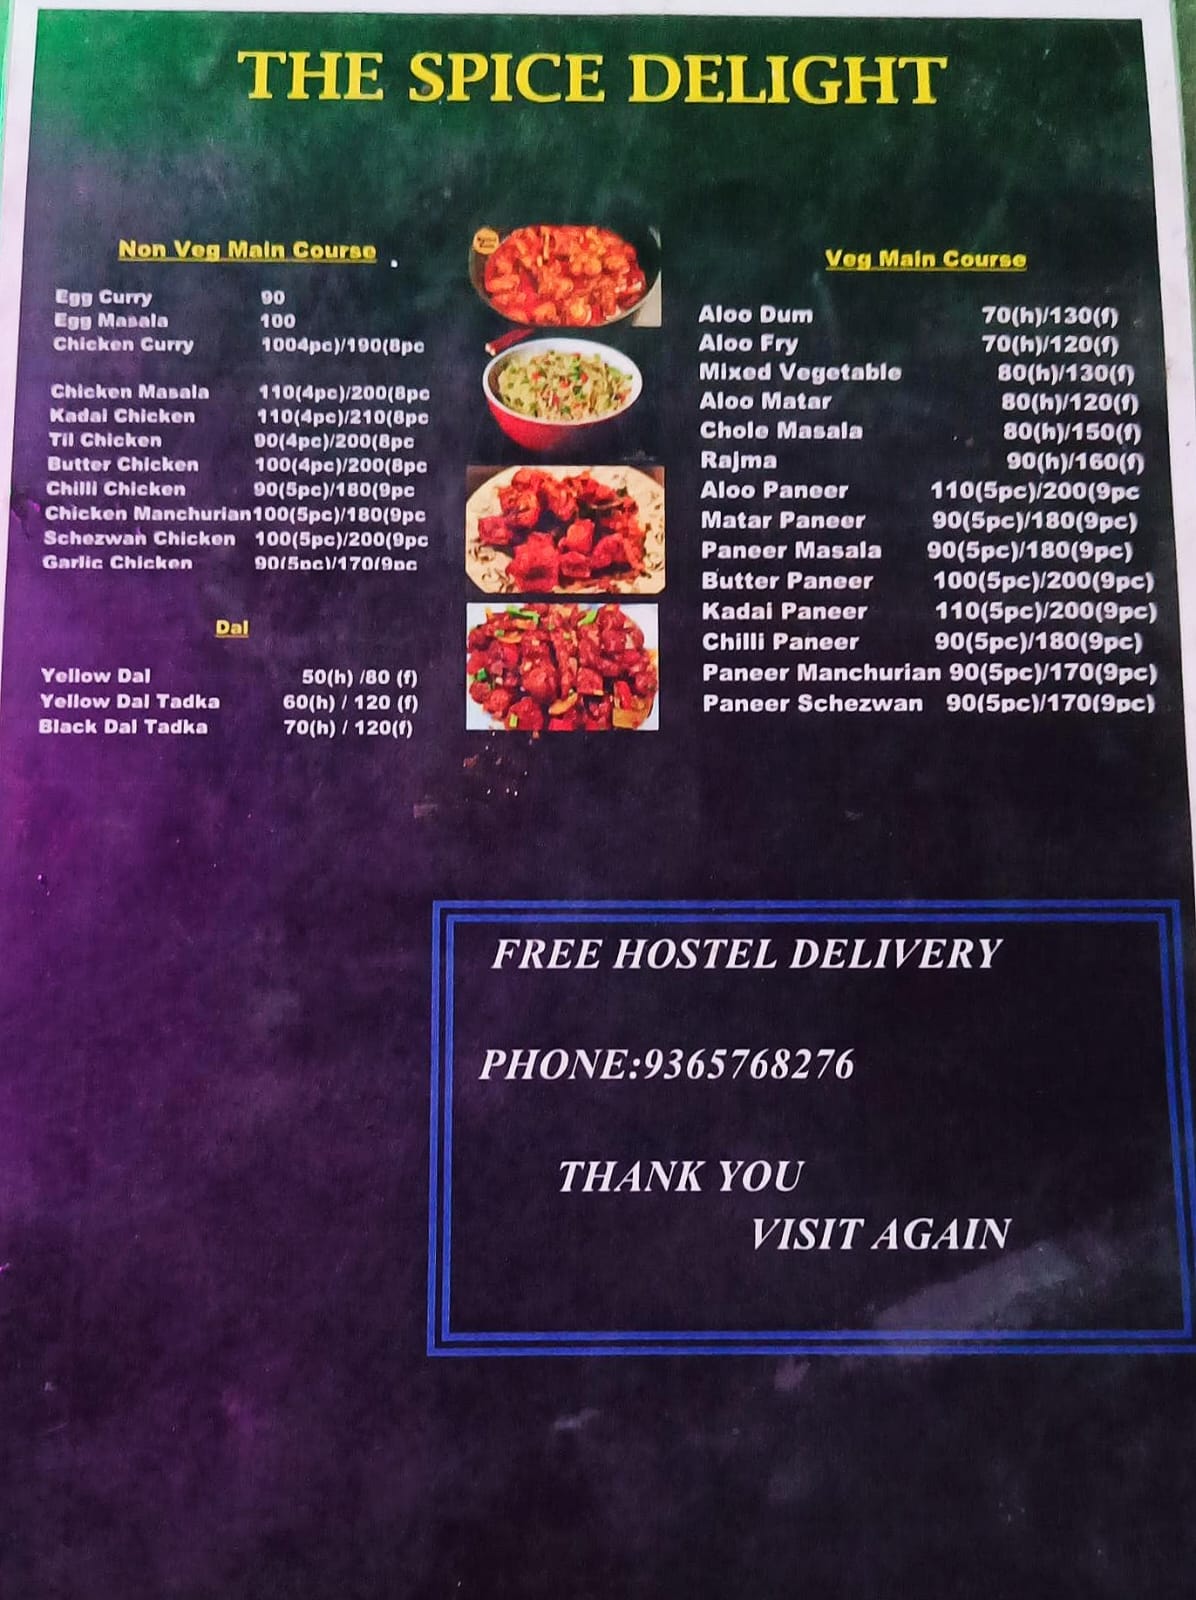 THE SPICE DELIGHT
Non Veg Main Course
Egg Curry 90
Egg Masala 100
Chicken Curry 1004pc)/190(8pc
Chicken Masala 110(4pc)/200(8pc
Kadai Chicken 110(4pc)/210(8pc
Til Chicken 90(4pc)/200(8pc
Butter Chicken 100(4pc)/200(8pc
Chilli Chicken 90(5pc)/180(9pc
Chicken Manchurian100(5pc)/180(9pc
Schezwan Chicken 100(5pc)/200(9pc
Garlic Chicken 90(5pc)/170(9pc
Dal
Yellow Dal 50(h) /80 (f)
Yellow Dal Tadka 60(h) / 120 (f)
Black Dal Tadka 70(h) / 120(f)
Veg Main Course
Aloo Dum 70(h)/130(f)
Aloo Fry 70(h)/120(f)
Mixed Vegetable 80(h)/130(f)
Aloo Matar 80(h)/120(f)
Chole Masala 80(h)/150(f)
Rajma 90(h)/160(f)
Aloo Paneer 110(5pc)/200(9pc
Matar Paneer 90(5pc)/180(9pc)
Paneer Masala 90(5pc)/180(9pc)
Butter Paneer 100(5pc)/200(9pc)
Kadai Paneer 110(5pc)/200(9pc)
Chilli Paneer 90(5pc)/180(9pc)
Paneer Manchurian 90(5pc)/170(9pc)
Paneer Schezwan 90(5pc)/170(9pc)
FREE HOSTEL DELIVERY
PHONE:9365768276
THANK YOU
VISIT AGAIN